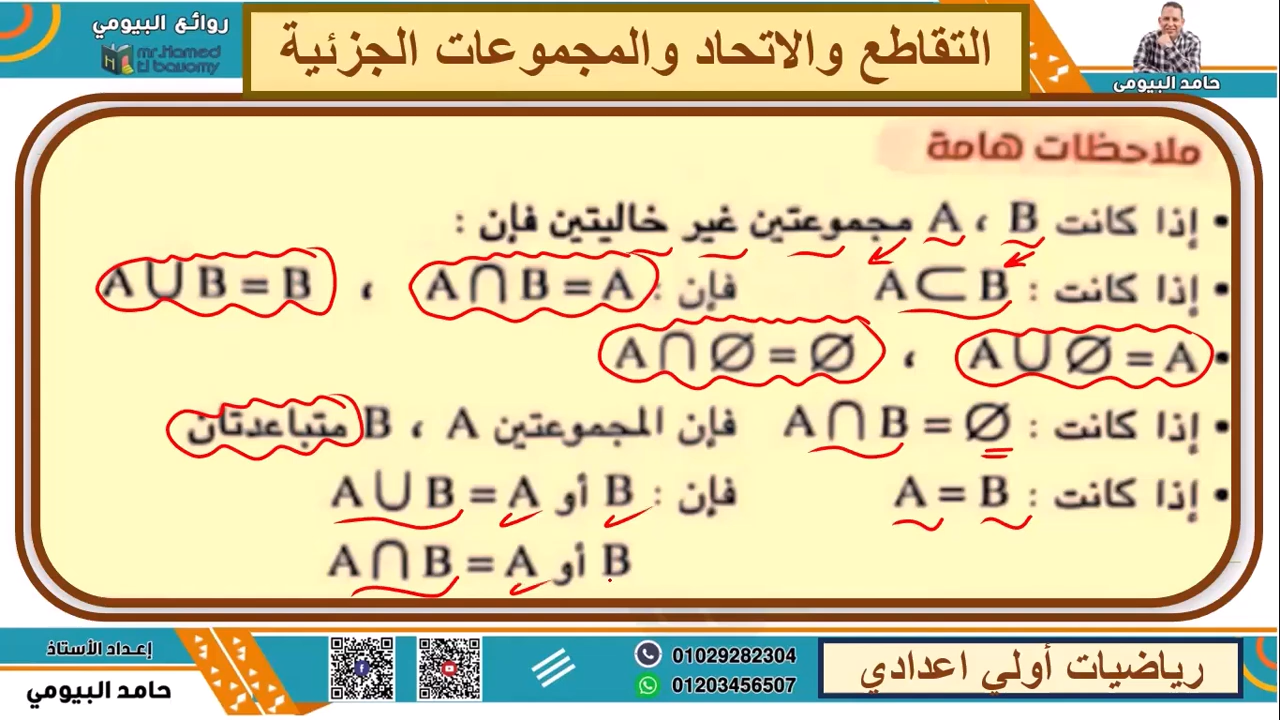 روائع البيومي
mr.Hamed
El bauomy
التقاطع والاتحاد والمجموعات الجزئية
حامد البيومى
ملاحظات هامة
• إذا كانت A ، B مجموعتين غير خاليتين فإن :
• إذا كانت : A ⊂ B فإن : A ∩ B = A ، A ∪ B = B
• A ∪ ∅ = A ، A ∩ ∅ = ∅
• إذا كانت : A ∩ B = ∅ فإن المجموعتين A ، B متباعدتان
• إذا كانت : A = B فإن : A ∪ B = A أو B
A ∩ B = A أو B
إعداد الأستاذ
حامد البيومي
01029282304
01203456507
رياضيات أولي اعدادي